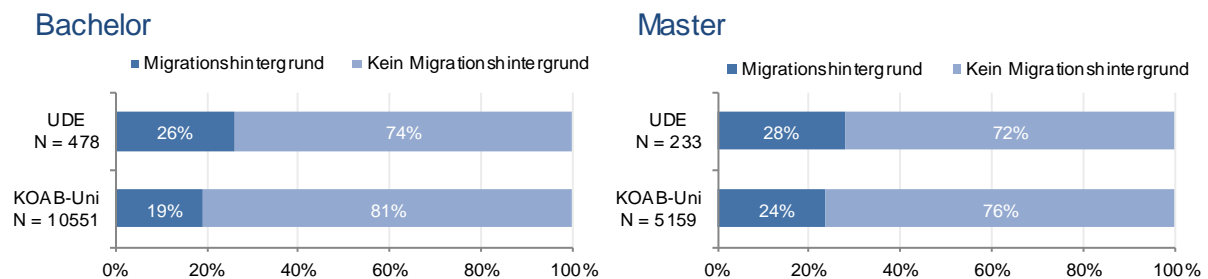 Bachelor
Migrationshintergrund Kein Migrationshintergrund
UDE
N = 478
26% 74%
KOAB-Uni
N = 10551
19% 81%
0% 20% 40% 60% 80% 100%
Master
Migrationshintergrund Kein Migrationshintergrund
UDE
N = 233
28% 72%
KOAB-Uni
N = 5159
24% 76%
0% 20% 40% 60% 80% 100%